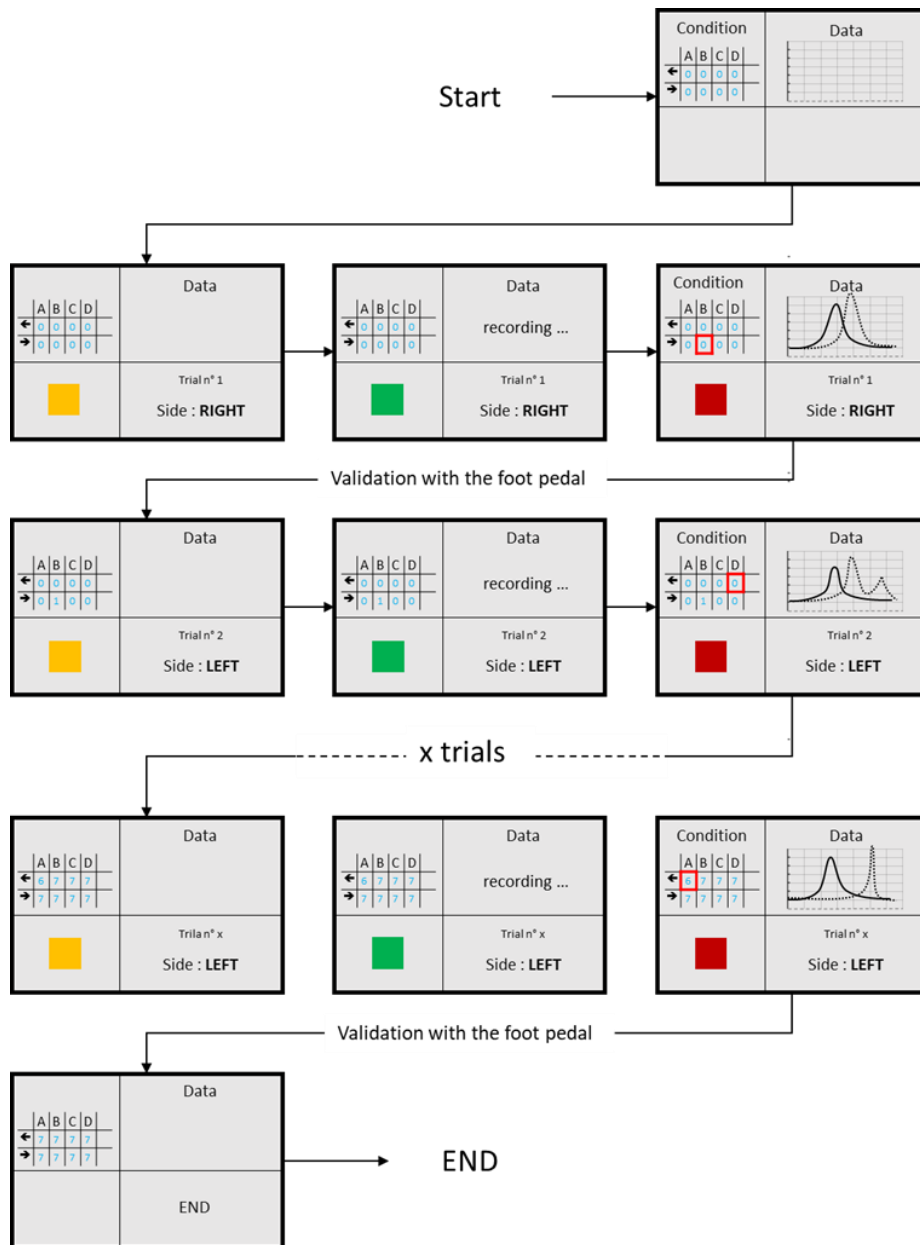 Condition Data
A B C D
← 0 0 0 0
→ 0 0 0 0
Start
Data
A B C D
← 0 0 0 0
→ 0 0 0 0
Trial n° 1
Side : RIGHT
Data
A B C D
← 0 0 0 0
→ 0 0 0 0
recording ...
Trial n° 1
Side : RIGHT
Condition Data
A B C D
← 0 0 0 0
→ 0 0 0 0
Trial n° 1
Side : RIGHT
Validation with the foot pedal
Data
A B C D
← 0 0 0 0
→ 0 1 0 0
Trial n° 2
Side : LEFT
Data
A B C D
← 0 0 0 0
→ 0 1 0 0
recording ...
Trial n° 2
Side : LEFT
Condition Data
A B C D
← 0 0 0 0
→ 0 1 0 0
Trial n° 2
Side : LEFT
x trials
Data
A B C D
← 6 7 7 7
→ 7 7 7 7
Trila n° x
Side : LEFT
Data
A B C D
← 6 7 7 7
→ 7 7 7 7
recording ...
Trial n° x
Side : LEFT
Condition Data
A B C D
← 6 7 7 7
→ 7 7 7 7
Trial n° x
Side : LEFT
Validation with the foot pedal
Data
A B C D
← 7 7 7 7
→ 7 7 7 7
END
END